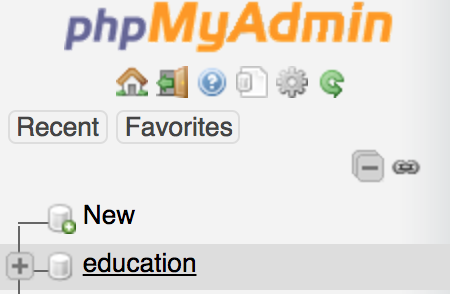 phpMyAdmin
Recent Favorites
New
education